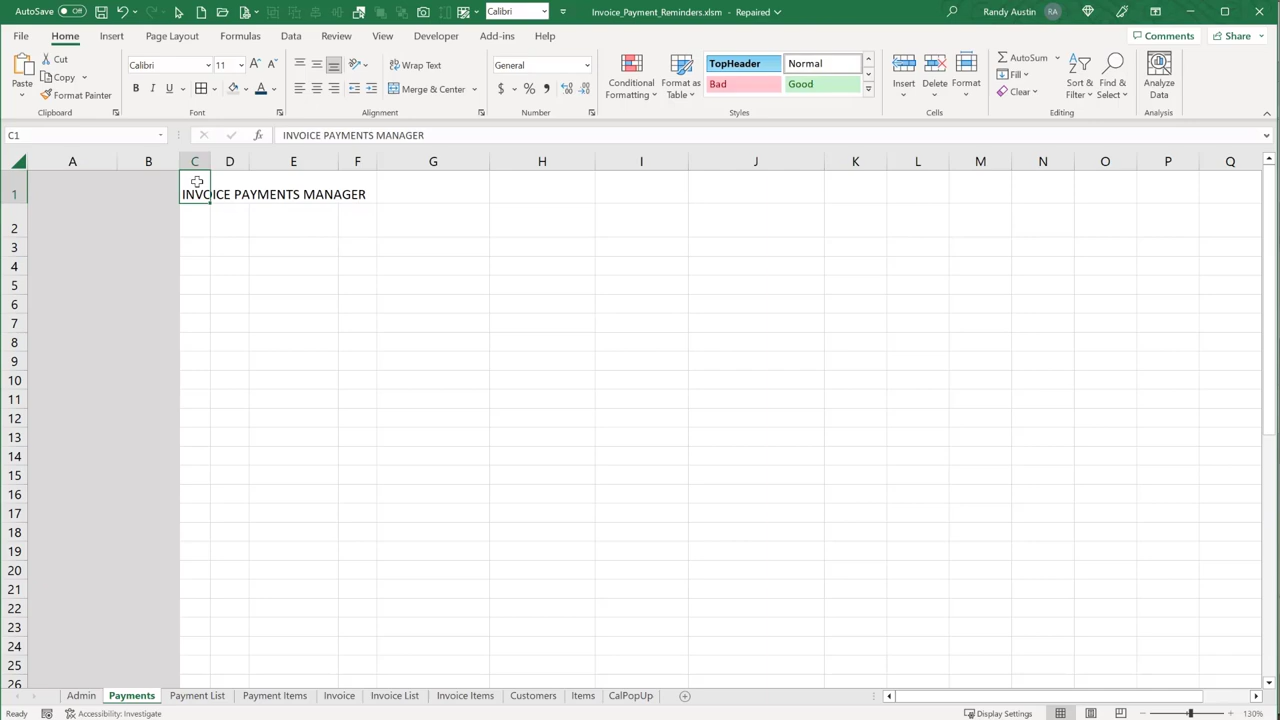 AutoSave Off Calibri Invoice_Payment_Reminders.xlsm - Repaired Randy Austin RA
File Home Insert Page Layout Formulas Data Review View Developer Add-ins Help Comments Share
Paste Cut Copy Format Painter Clipboard
Calibri 11 A A B I U A Font
Wrap Text Merge & Center Alignment
General $ % Number
Conditional Formatting Format as Table TopHeader Normal Bad Good Styles
Insert Delete Format Cells
AutoSum Fill Clear Sort & Filter Find & Select Editing
Analyze Data Analysis
C1 fx INVOICE PAYMENTS MANAGER
A B C D E F G H I J K L M N O P Q
1 INVOICE PAYMENTS MANAGER
2
3
4
5
6
7
8
9
10
11
12
13
14
15
16
17
18
19
20
21
22
23
24
25
26
Admin Payments Payment List Payment Items Invoice Invoice List Invoice Items Customers Items CalPopUp
Ready Accessibility: Investigate Display Settings 130%